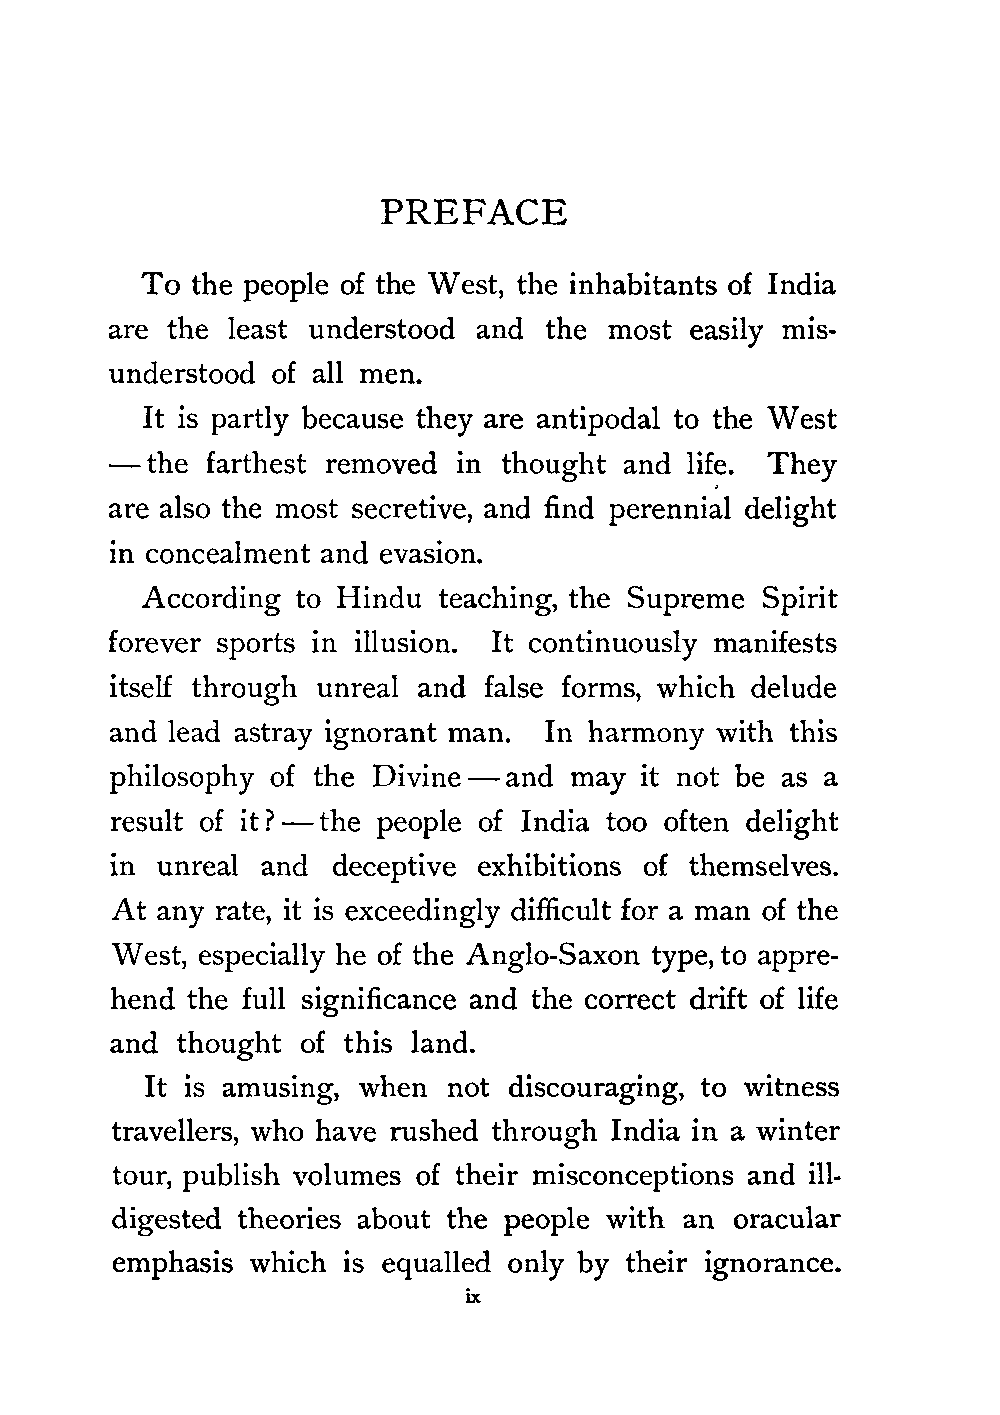 PREFACE
To the people of the West, the inhabitants of India
are the least understood and the most easily mis-
understood of all men.
It is partly because they are antipodal to the West
— the farthest removed in thought and life. They
are also the most secretive, and find perennial delight
in concealment and evasion.
According to Hindu teaching, the Supreme Spirit
forever sports in illusion. It continuously manifests
itself through unreal and false forms, which delude
and lead astray ignorant man. In harmony with this
philosophy of the Divine — and may it not be as a
result of it? — the people of India too often delight
in unreal and deceptive exhibitions of themselves.
At any rate, it is exceedingly difficult for a man of the
West, especially he of the Anglo-Saxon type, to appre-
hend the full significance and the correct drift of life
and thought of this land.
It is amusing, when not discouraging, to witness
travellers, who have rushed through India in a winter
tour, publish volumes of their misconceptions and ill-
digested theories about the people with an oracular
emphasis which is equalled only by their ignorance.
ix